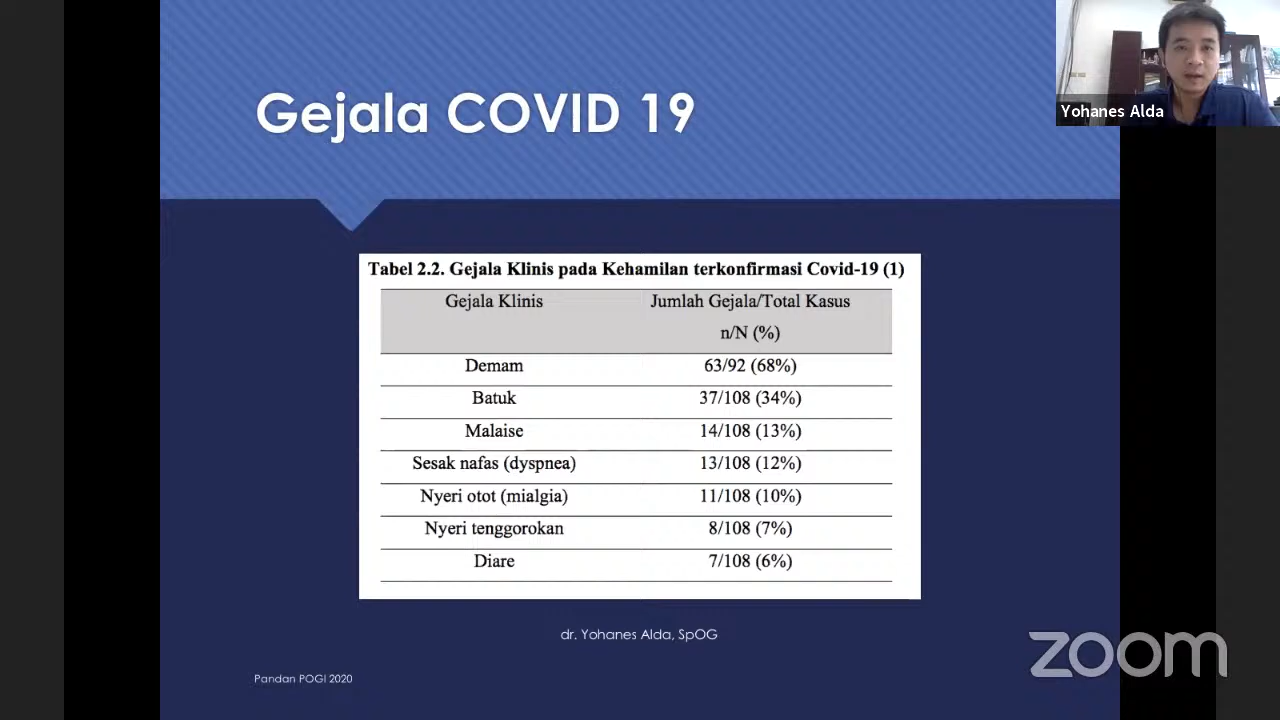 Gejala COVID 19
Yohanes Alda
Tabel 2.2. Gejala Klinis pada Kehamilan terkonfirmasi Covid-19 (1)
Gejala Klinis Jumlah Gejala/Total Kasus
n/N (%)
Demam 63/92 (68%)
Batuk 37/108 (34%)
Malaise 14/108 (13%)
Sesak nafas (dyspnea) 13/108 (12%)
Nyeri otot (mialgia) 11/108 (10%)
Nyeri tenggorokan 8/108 (7%)
Diare 7/108 (6%)
dr. Yohanes Alda, SpOG
zoom
Pandan POGI 2020